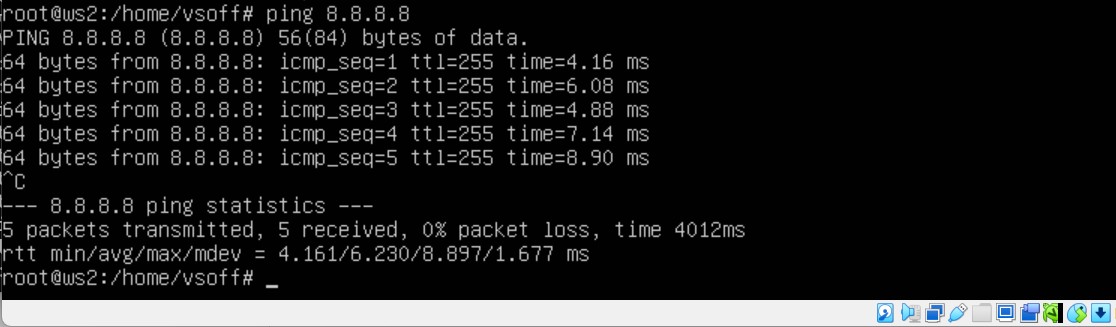 root@ws2:/home/vsoff# ping 8.8.8.8
PING 8.8.8.8 (8.8.8.8) 56(84) bytes of data.
64 bytes from 8.8.8.8: icmp_seq=1 ttl=255 time=4.16 ms
64 bytes from 8.8.8.8: icmp_seq=2 ttl=255 time=6.08 ms
64 bytes from 8.8.8.8: icmp_seq=3 ttl=255 time=4.88 ms
64 bytes from 8.8.8.8: icmp_seq=4 ttl=255 time=7.14 ms
64 bytes from 8.8.8.8: icmp_seq=5 ttl=255 time=8.90 ms
^C
--- 8.8.8.8 ping statistics ---
5 packets transmitted, 5 received, 0% packet loss, time 4012ms
rtt min/avg/max/mdev = 4.161/6.230/8.897/1.677 ms
root@ws2:/home/vsoff# _